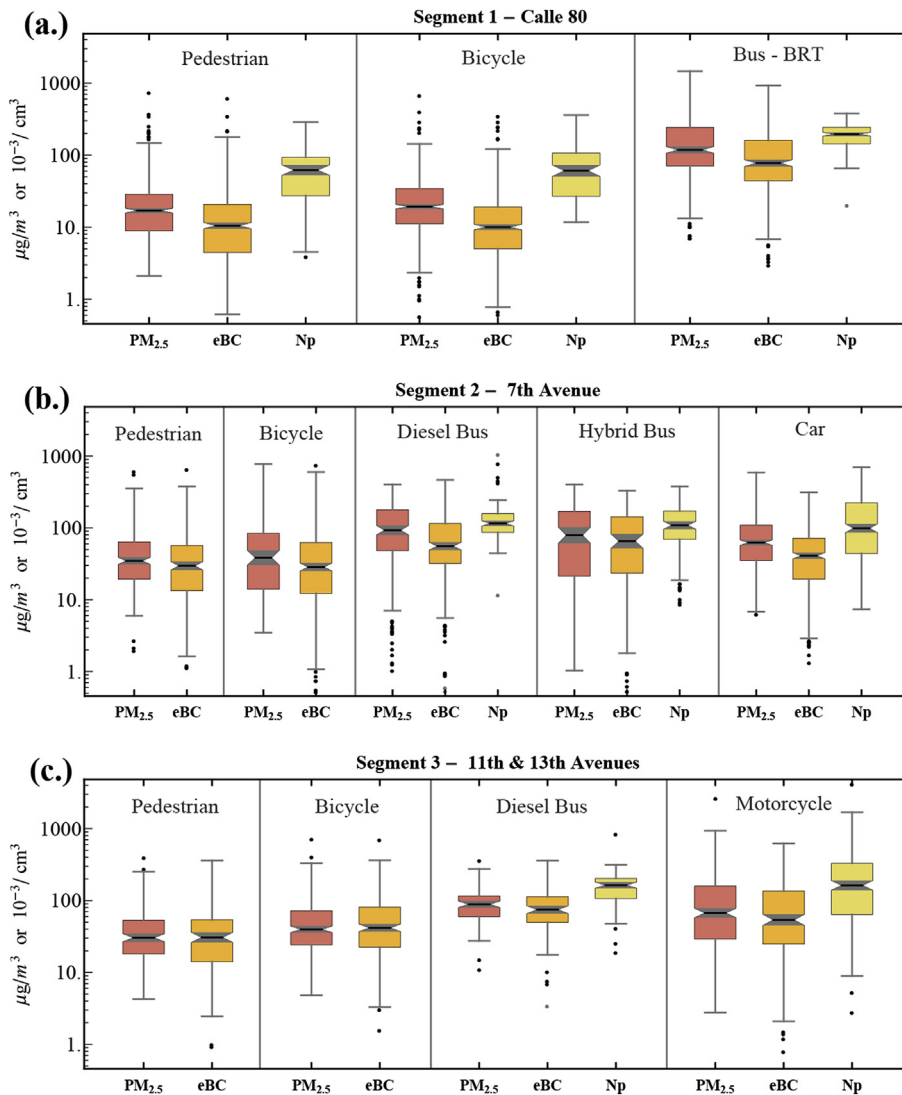 (a.)
Segment 1 – Calle 80
Pedestrian Bicycle Bus - BRT
1000
100
10.
1.
μg/m³ or 10⁻³/ cm³
PM₂.₅ eBC Np PM₂.₅ eBC Np PM₂.₅ eBC Np
(b.)
Segment 2 – 7th Avenue
Pedestrian Bicycle Diesel Bus Hybrid Bus Car
1000
100
10.
1.
μg/m³ or 10⁻³/ cm³
PM₂.₅ eBC PM₂.₅ eBC PM₂.₅ eBC Np PM₂.₅ eBC Np PM₂.₅ eBC Np
(c.)
Segment 3 – 11th & 13th Avenues
Pedestrian Bicycle Diesel Bus Motorcycle
1000
100
10.
1.
μg/m³ or 10⁻³/ cm³
PM₂.₅ eBC PM₂.₅ eBC PM₂.₅ eBC Np PM₂.₅ eBC Np